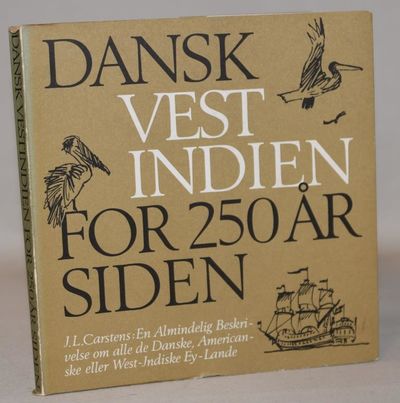 DANSK
VEST
INDIEN
FOR 250 ÅR
SIDEN
J.L.Carstens: En Almindelig Beskri-
velse om alle de Danske, American-
ske eller West-Jndiske Ey-Lande
DANSK VESTINDIEN FOR 250 ÅR SIDEN